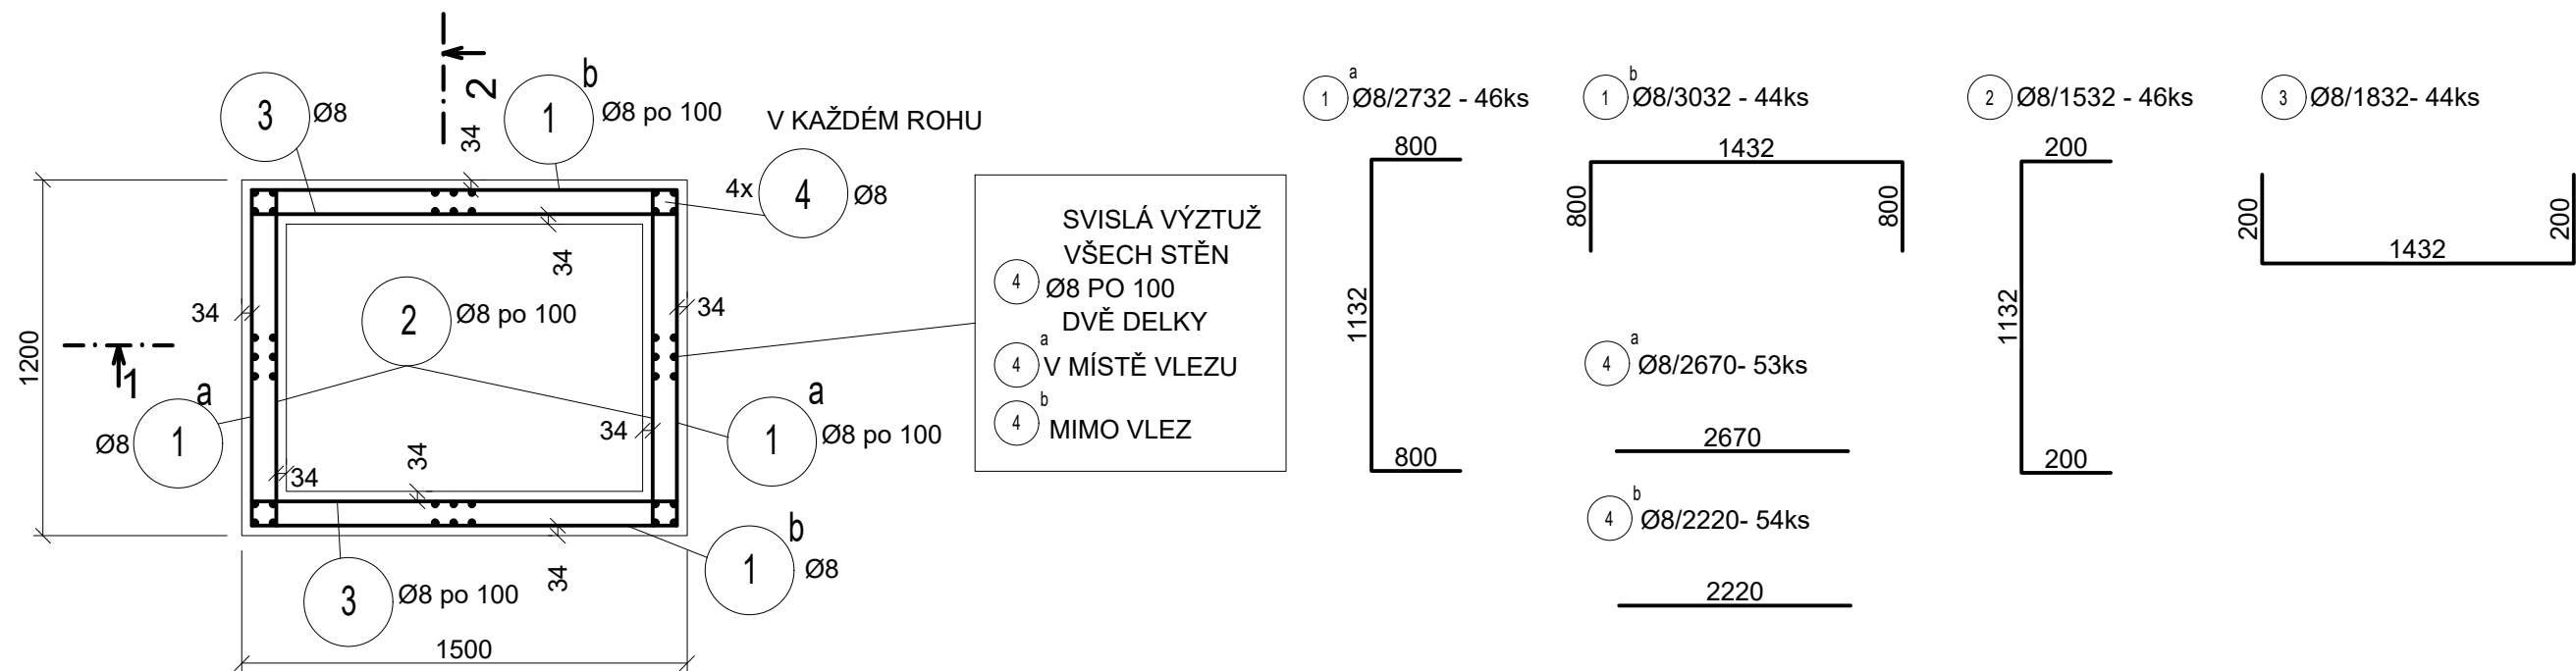 b
2
3 Ø8
1 Ø8 po 100
34
V KAŽDÉM ROHU
4x 4 Ø8
34
34
34
2 Ø8 po 100
1200
1
a
1
Ø8
34
34
34
a
1 Ø8 po 100
b
1 Ø8
34
3 Ø8 po 100
1500
SVISLÁ VÝZTUŽ
VŠECH STĚN
4 Ø8 PO 100
DVĚ DELKY
a
4 V MÍSTĚ VLEZU
b
4 MIMO VLEZ
a
1 Ø8/2732 - 46ks
800
1132
800
b
1 Ø8/3032 - 44ks
1432
800
800
a
4 Ø8/2670- 53ks
2670
b
4 Ø8/2220- 54ks
2220
2 Ø8/1532 - 46ks
200
1132
200
3 Ø8/1832- 44ks
200
200
1432